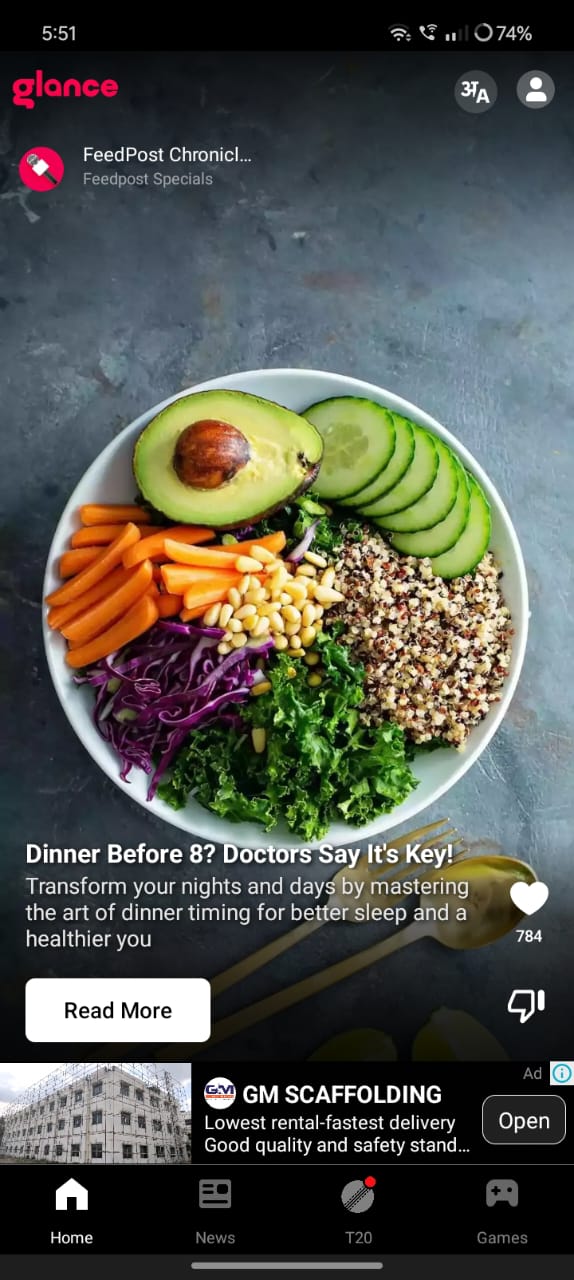 5:51
74%
glance
अA
FeedPost Chronicl...
Feedpost Specials
Dinner Before 8? Doctors Say It's Key!
Transform your nights and days by mastering
the art of dinner timing for better sleep and a
healthier you
784
Read More
Ad
GM GM SCAFFOLDING
Lowest rental-fastest delivery
Good quality and safety stand...
Open
Home
News
T20
Games